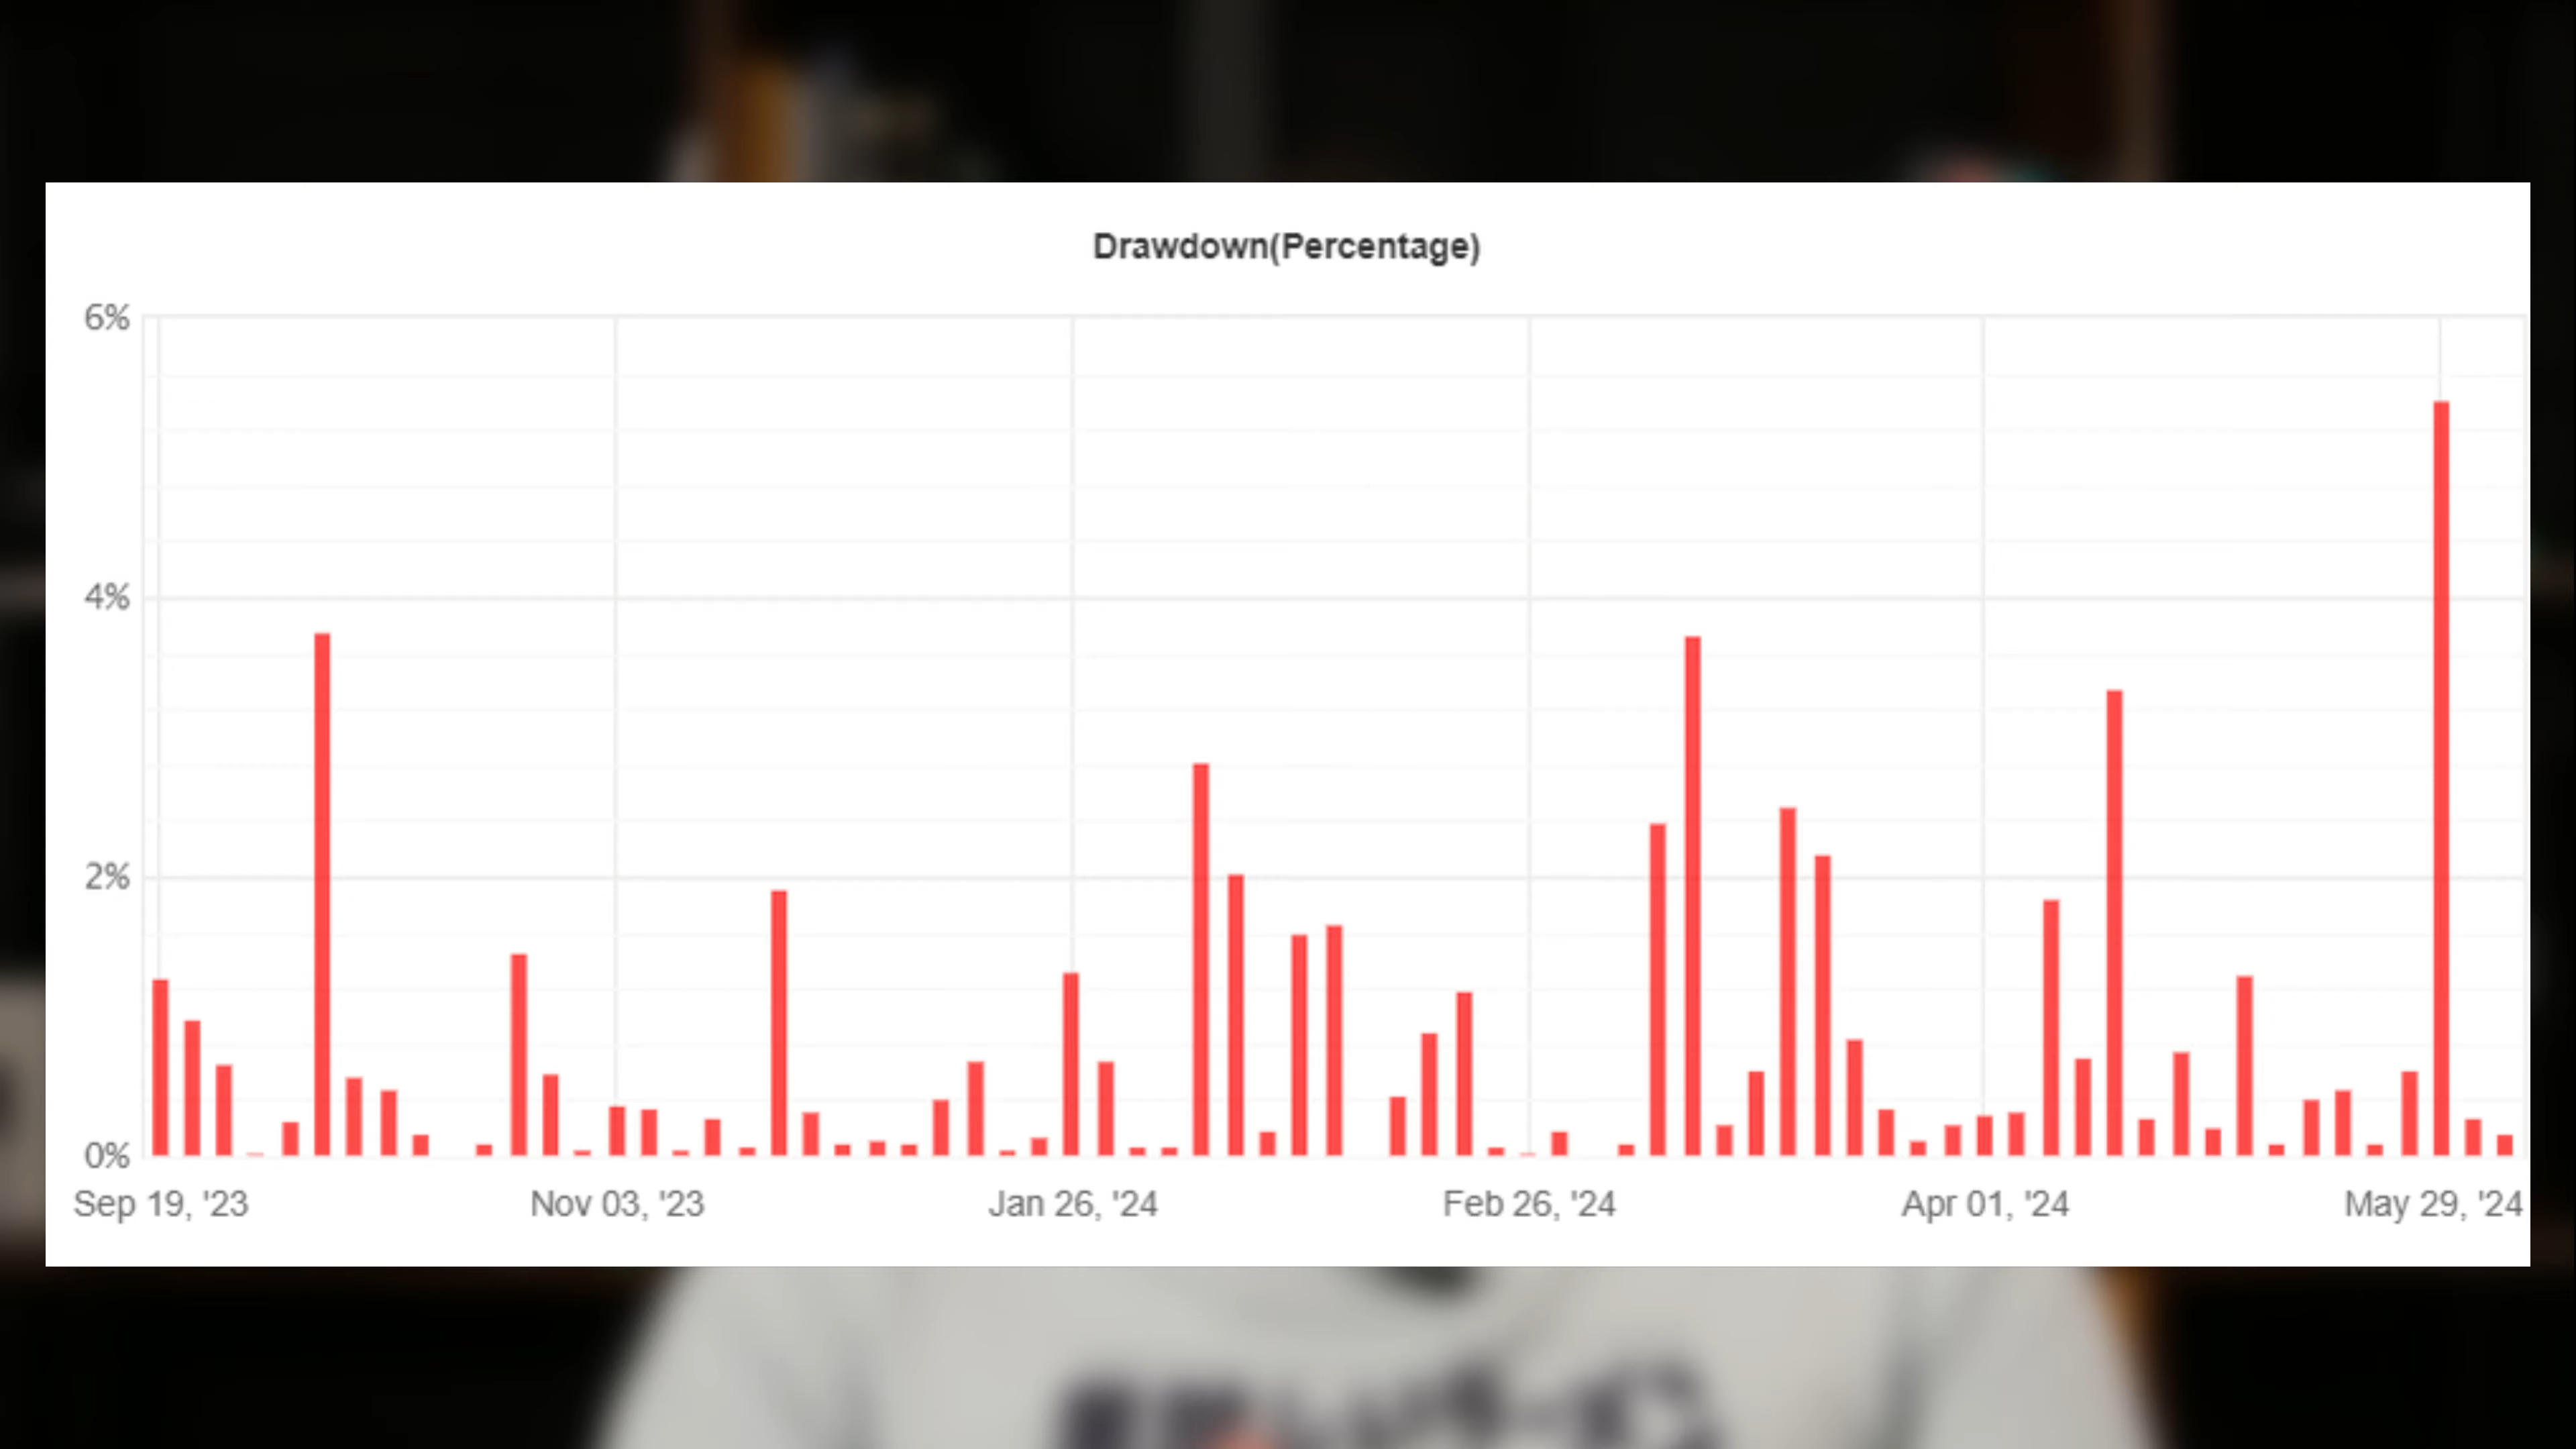 Drawdown(Percentage)
6%
4%
2%
0%
Sep 19, '23
Nov 03, '23
Jan 26, '24
Feb 26, '24
Apr 01, '24
May 29, '24